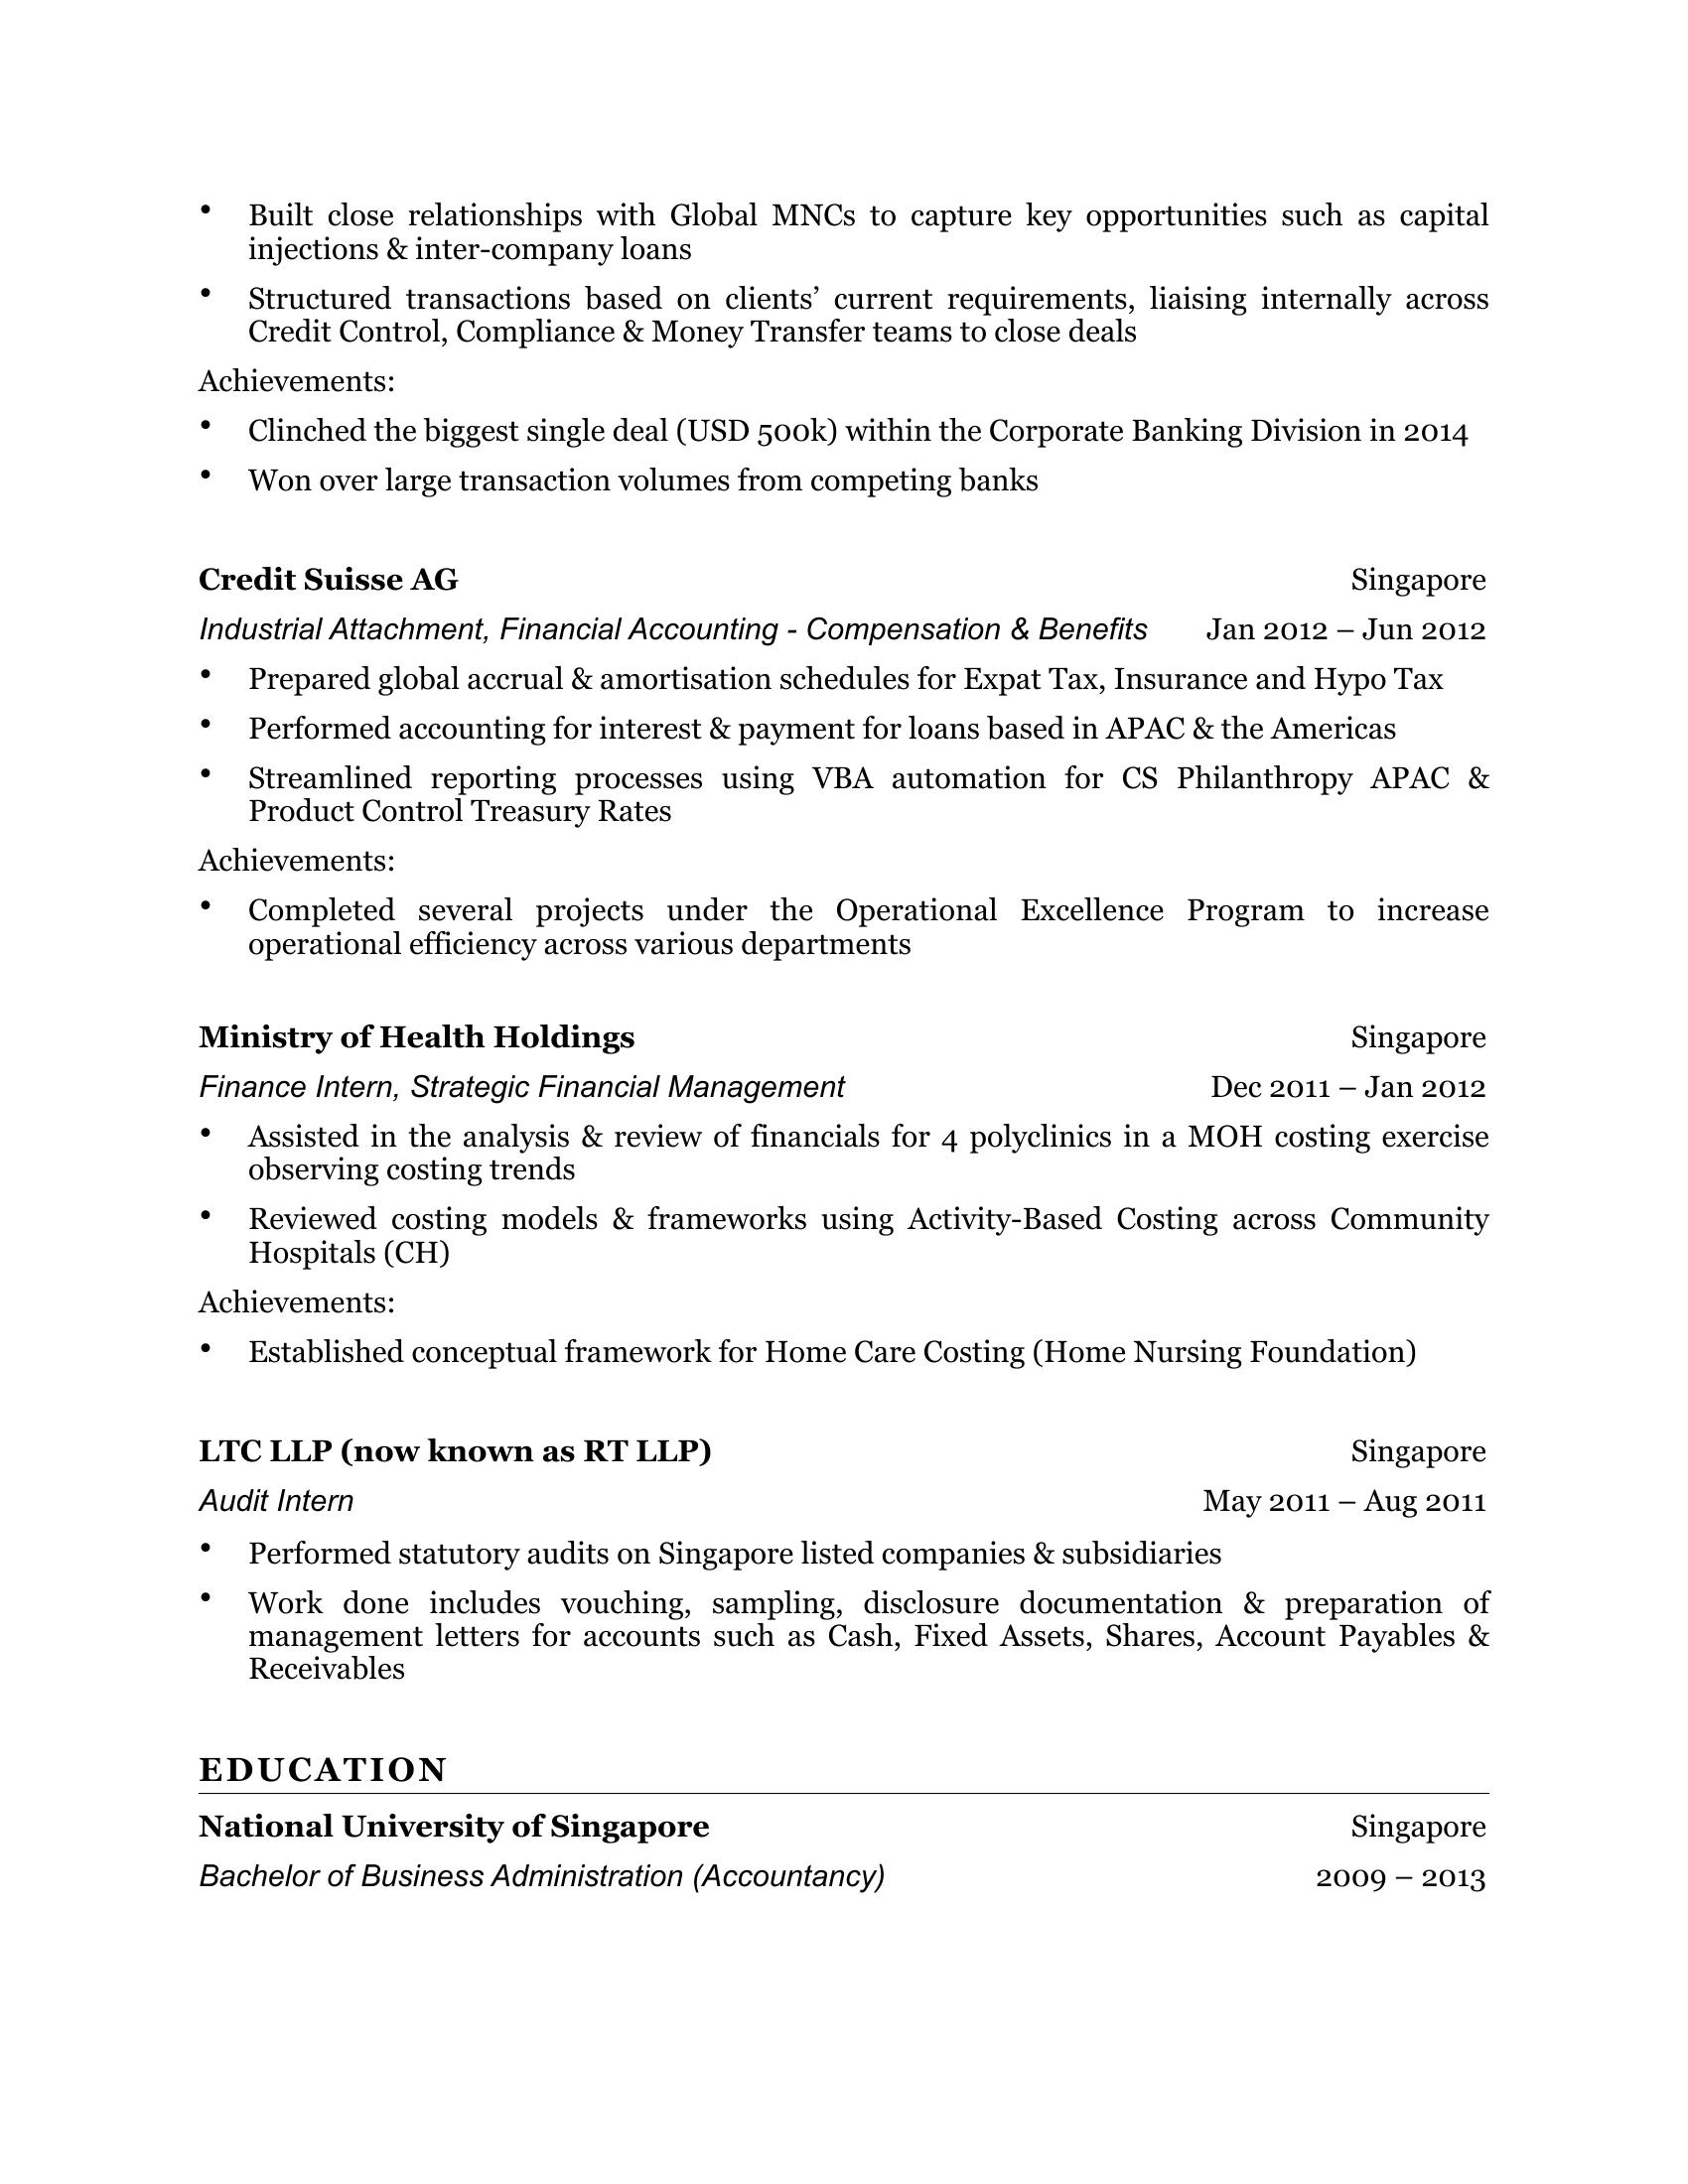 • Built close relationships with Global MNCs to capture key opportunities such as capital
injections & inter-company loans
• Structured transactions based on clients’ current requirements, liaising internally across
Credit Control, Compliance & Money Transfer teams to close deals
Achievements:
• Clinched the biggest single deal (USD 500k) within the Corporate Banking Division in 2014
• Won over large transaction volumes from competing banks
Credit Suisse AG Singapore
Industrial Attachment, Financial Accounting - Compensation & Benefits Jan 2012 – Jun 2012
• Prepared global accrual & amortisation schedules for Expat Tax, Insurance and Hypo Tax
• Performed accounting for interest & payment for loans based in APAC & the Americas
• Streamlined reporting processes using VBA automation for CS Philanthropy APAC &
Product Control Treasury Rates
Achievements:
• Completed several projects under the Operational Excellence Program to increase
operational efficiency across various departments
Ministry of Health Holdings Singapore
Finance Intern, Strategic Financial Management Dec 2011 – Jan 2012
• Assisted in the analysis & review of financials for 4 polyclinics in a MOH costing exercise
observing costing trends
• Reviewed costing models & frameworks using Activity-Based Costing across Community
Hospitals (CH)
Achievements:
• Established conceptual framework for Home Care Costing (Home Nursing Foundation)
LTC LLP (now known as RT LLP) Singapore
Audit Intern May 2011 – Aug 2011
• Performed statutory audits on Singapore listed companies & subsidiaries
• Work done includes vouching, sampling, disclosure documentation & preparation of
management letters for accounts such as Cash, Fixed Assets, Shares, Account Payables &
Receivables
EDUCATION
National University of Singapore Singapore
Bachelor of Business Administration (Accountancy) 2009 – 2013